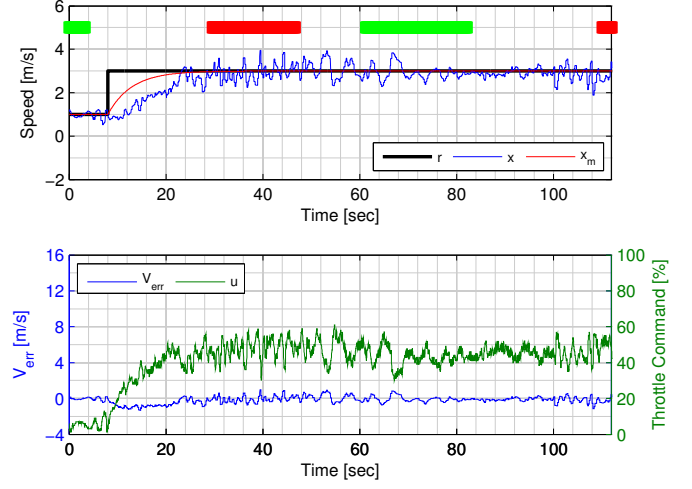 6
4
2
0
−2
Speed [m/s]
r x x_m
0 20 40 60 80 100
Time [sec]
16
12
8
4
0
−4
V_err [m/s]
V_err u
100
80
60
40
20
0
Throttle Command [%]
0 20 40 60 80 100
Time [sec]